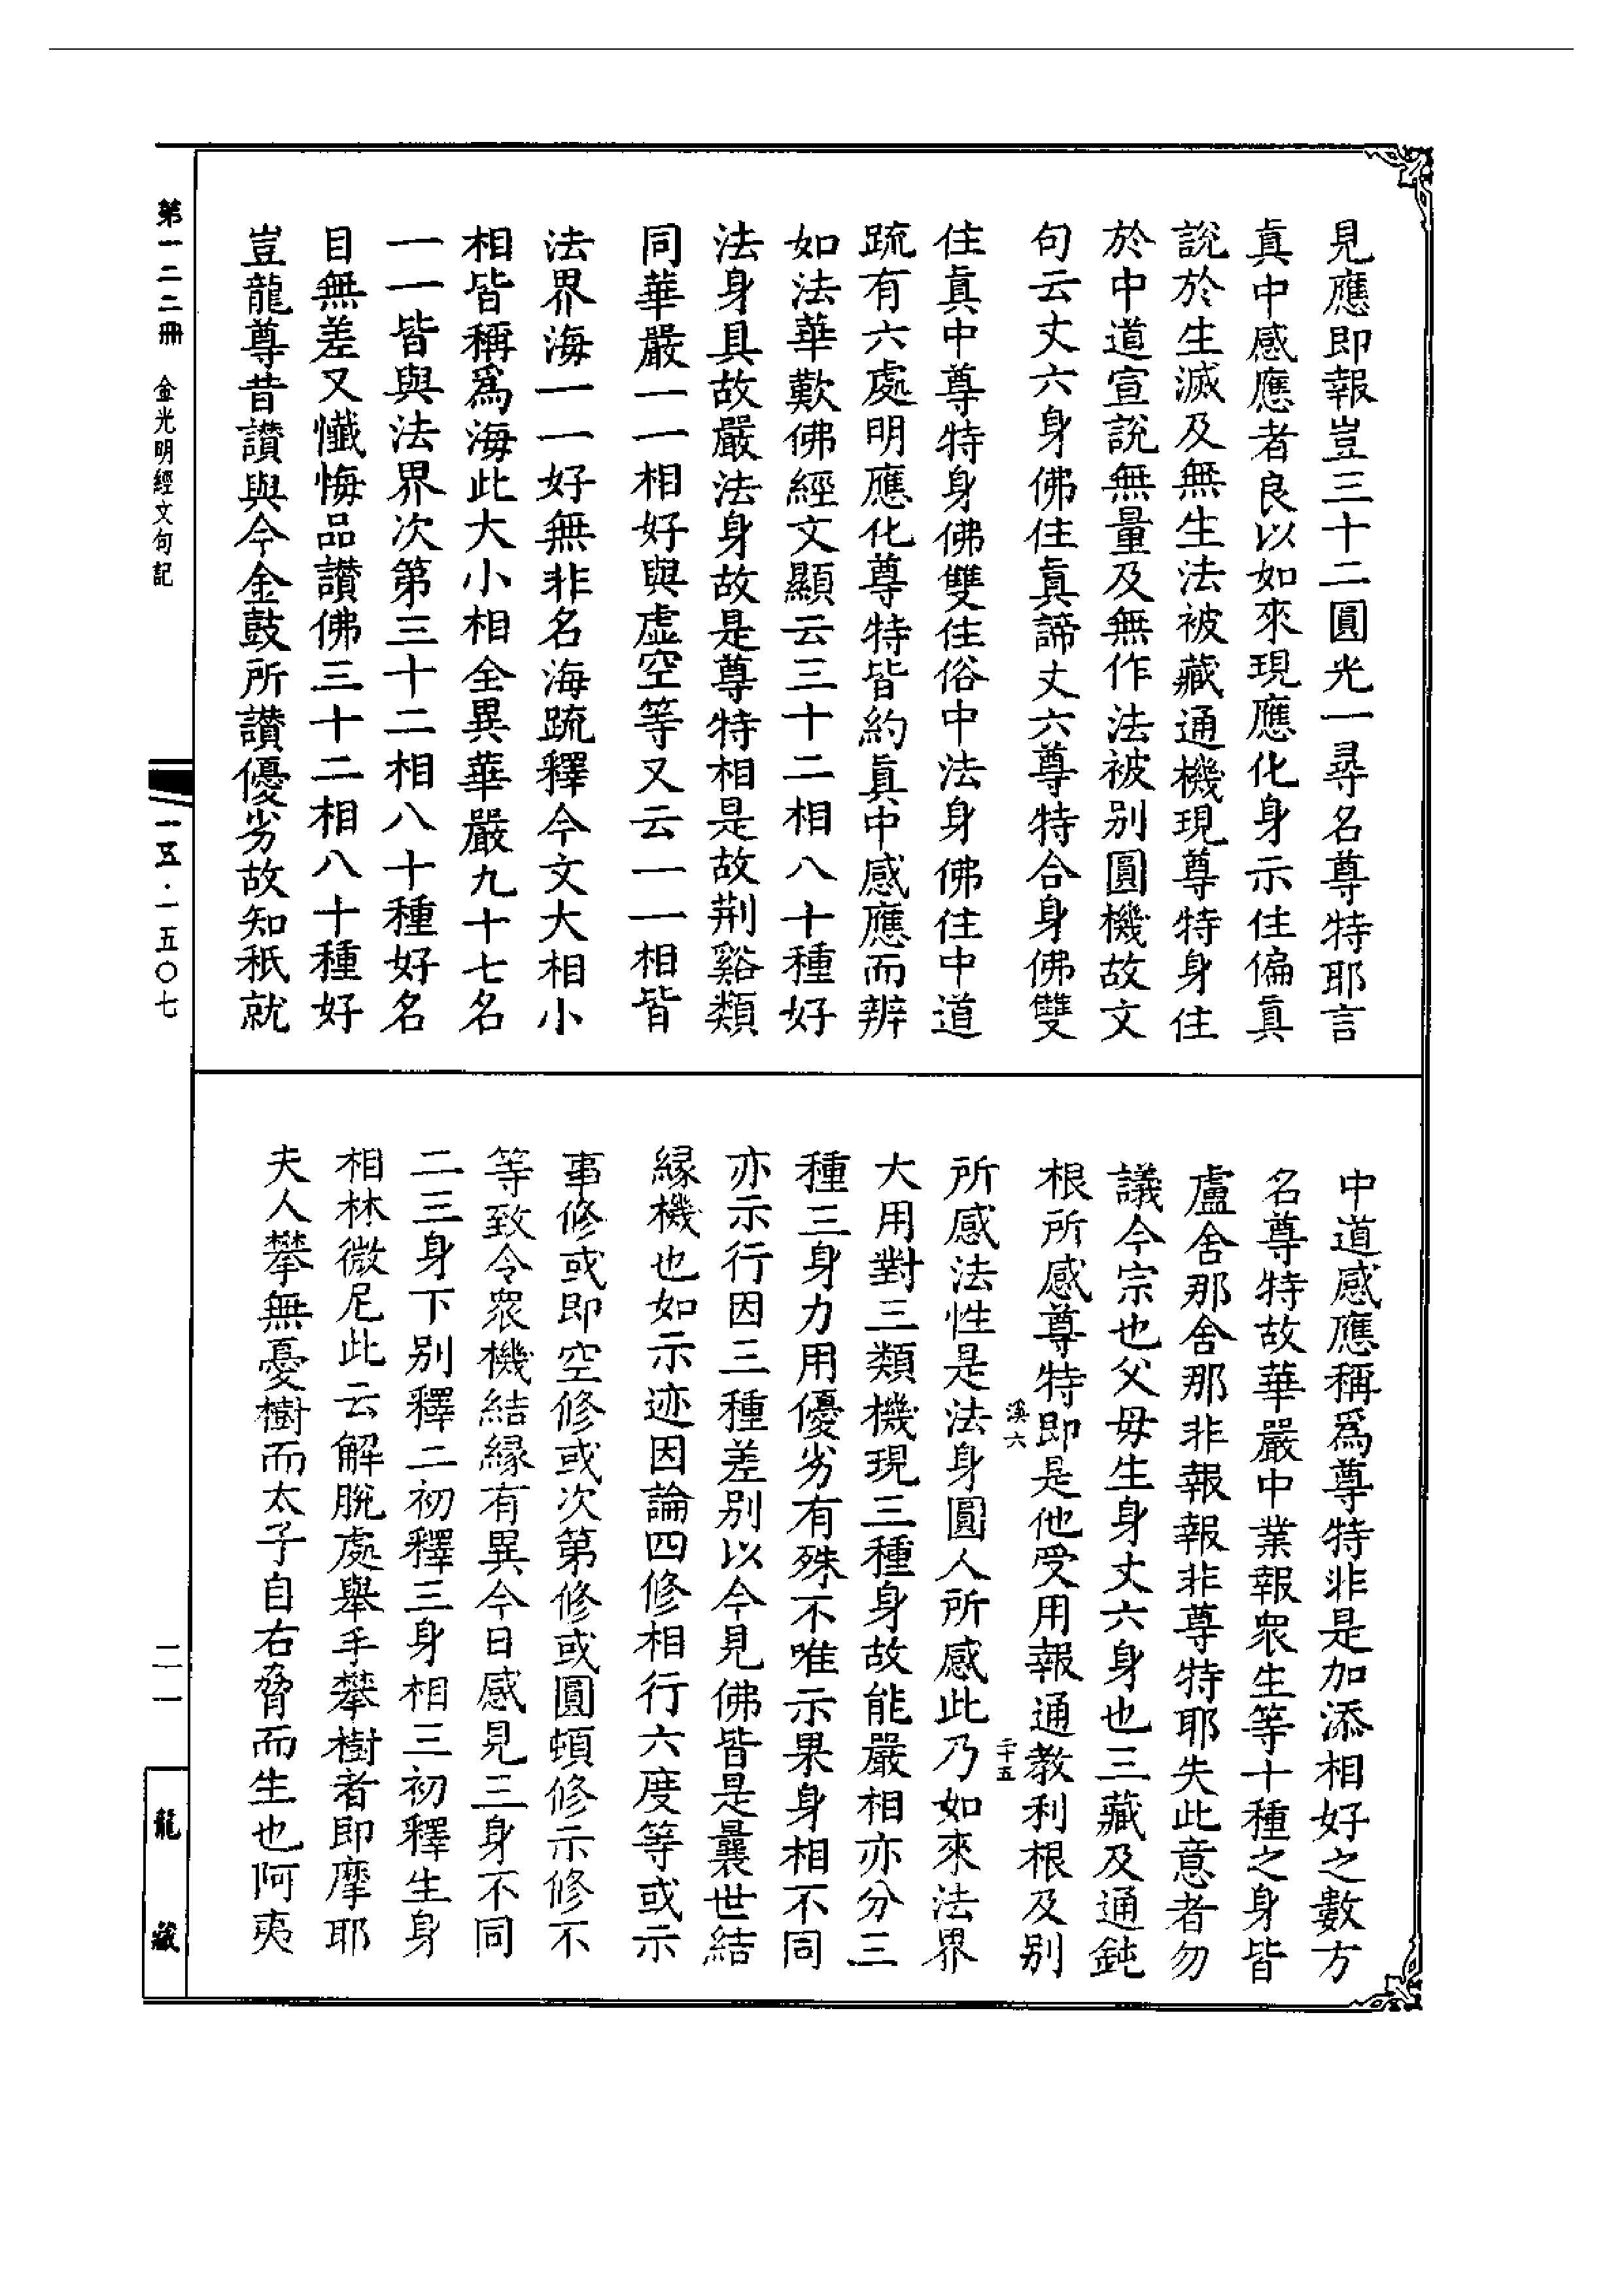 見應即報豈三十二圓光一尋名尊特耶言
真中感應者良以如來現應化身示住偏真
說於生滅及無生法被藏通機現尊特身住
於中道宣說無量及無作法被别圓機故文
句云丈六身佛住真諦丈六尊特合身佛雙
住真中尊特身佛雙住俗中法身佛住中道
疏有六處明應化尊特皆約真中感應而辨
如法華歎佛經文顯云三十二相八十種好
法身具故嚴法身故是尊特相是故荆谿類
同華嚴一一相好與虛空等又云一一相皆
法界海一一好無非名海疏釋今文大相小
相皆稱爲海此大小相全異華嚴九十七名
一一皆與法界次第三十二相八十種好名
目無差又懺悔品讃佛三十二相八十種好
豈龍尊昔讃與今金鼓所讃優劣故知秖就
中道感應稱爲尊特非是加添相好之數方
名尊特故華嚴中業報衆生等十種之身皆
盧舍那舍那非報報非尊特耶失此意者勿
議今宗也父母生身丈六身也三藏及通鈍
根所感尊特即是他受用報通教利根及别
溪六
二十五
所感法性是法身圓人所感此乃如來法界
大用對三類機現三種身故能嚴相亦分三
種三身力用優劣有殊不唯示果身相不同
亦示行因三種差别以今見佛皆是曩世結
緣機也如示迹因論四修相行六度等或示
事修或即空修或次第修或圓頓修示修不
等致令衆機結緣有異今日感見三身不同
二三身下别釋二初釋三身相三初釋生身
相林微尼此云解脫處舉手攀樹者即摩耶
夫人攀無憂樹而太子自右脅而生也阿夷
第一二二冊　金光明經文句記
一五·一五〇七
二一
龍藏